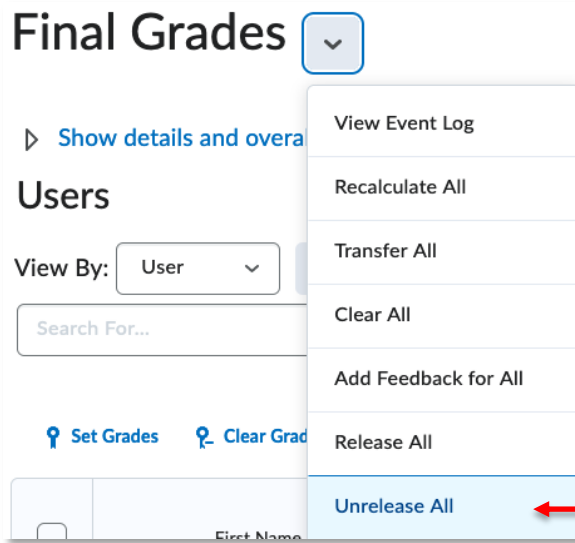 Final Grades
View Event Log
Show details and overa
Recalculate All
Users
Transfer All
View By: User
Clear All
Search For...
Add Feedback for All
Set Grades Clear Grad
Release All
Unrelease All
First Name